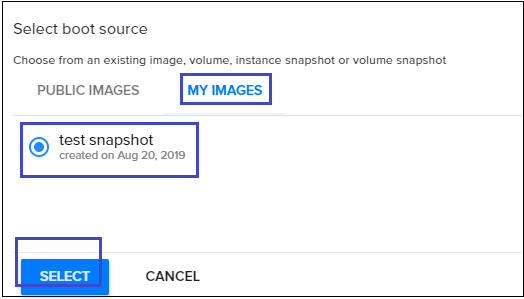 Select boot source
Choose from an existing image, volume, instance snapshot or volume snapshot
PUBLIC IMAGES MY IMAGES
test snapshot
created on Aug 20, 2019
SELECT CANCEL